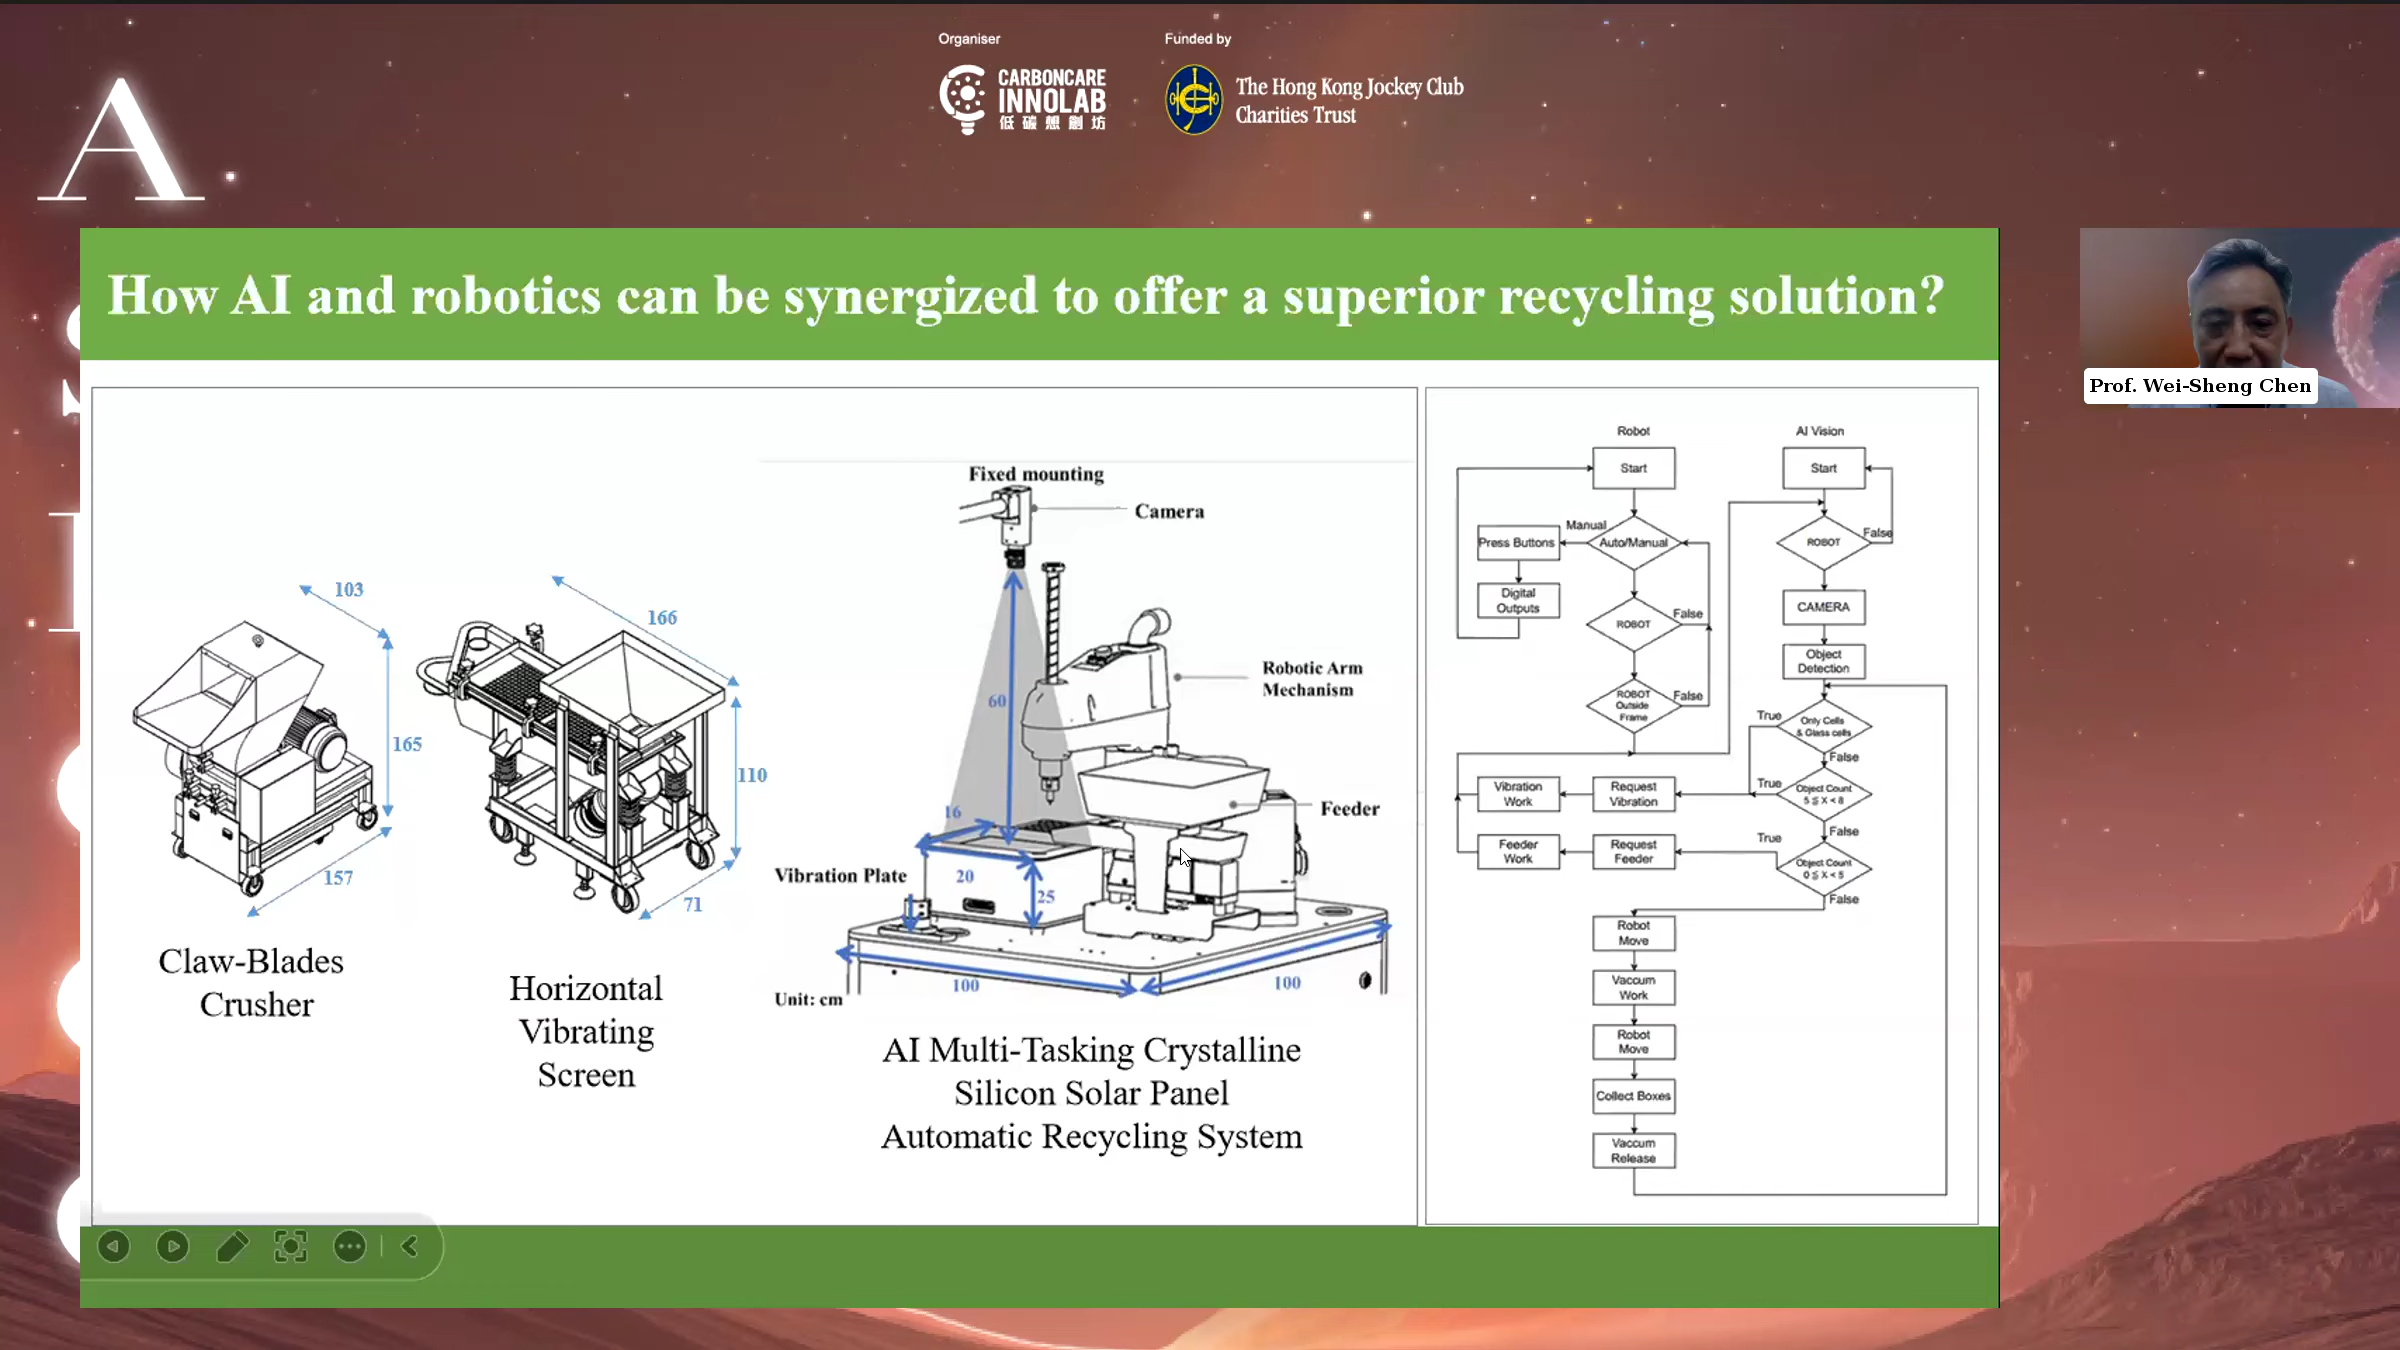 Organiser
Funded by
CARBONCARE
INNOLAB
低碳想創坊
The Hong Kong Jockey Club
Charities Trust
A
How AI and robotics can be synergized to offer a superior recycling solution?
Prof. Wei-Sheng Chen
103
165
157
Claw-Blades
Crusher
166
110
71
Horizontal
Vibrating
Screen
Fixed mounting
Camera
60
Robotic Arm
Mechanism
16
Feeder
Vibration Plate
20
25
100
100
Unit: cm
AI Multi-Tasking Crystalline
Silicon Solar Panel
Automatic Recycling System
Robot
AI Vision
Start
Start
Manual
Press Buttons
Auto/Manual
ROBOT
False
Digital
Outputs
ROBOT
False
CAMERA
Object
Detection
ROBOT
Outside
Frame
False
True
Only Cells
& Glass cells
False
Vibration
Work
Request
Vibration
True
Object Count
5 ≦ X < 8
False
Feeder
Work
Request
Feeder
True
Object Count
0 ≦ X < 5
False
Robot
Move
Vaccum
Work
Robot
Move
Collect Boxes
Vaccum
Release